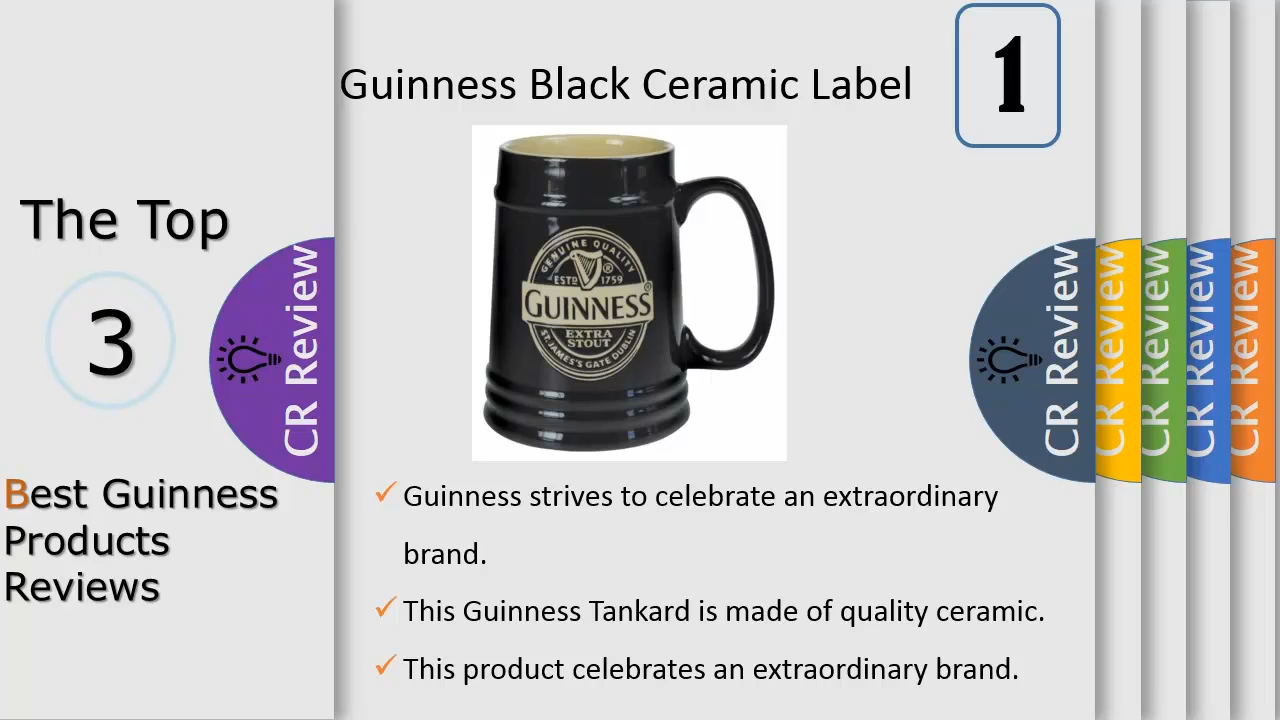 Guinness Black Ceramic Label
1
The Top
3
Best Guinness
Products
Reviews
CR Review
GENUINE QUALITY
ESTD 1759
®
GUINNESS®
EXTRA
STOUT
ST. JAMES'S GATE DUBLIN
✓ Guinness strives to celebrate an extraordinary
brand.
✓ This Guinness Tankard is made of quality ceramic.
✓ This product celebrates an extraordinary brand.
CR Review
CR Review
CR Review
CR Review
CR Review